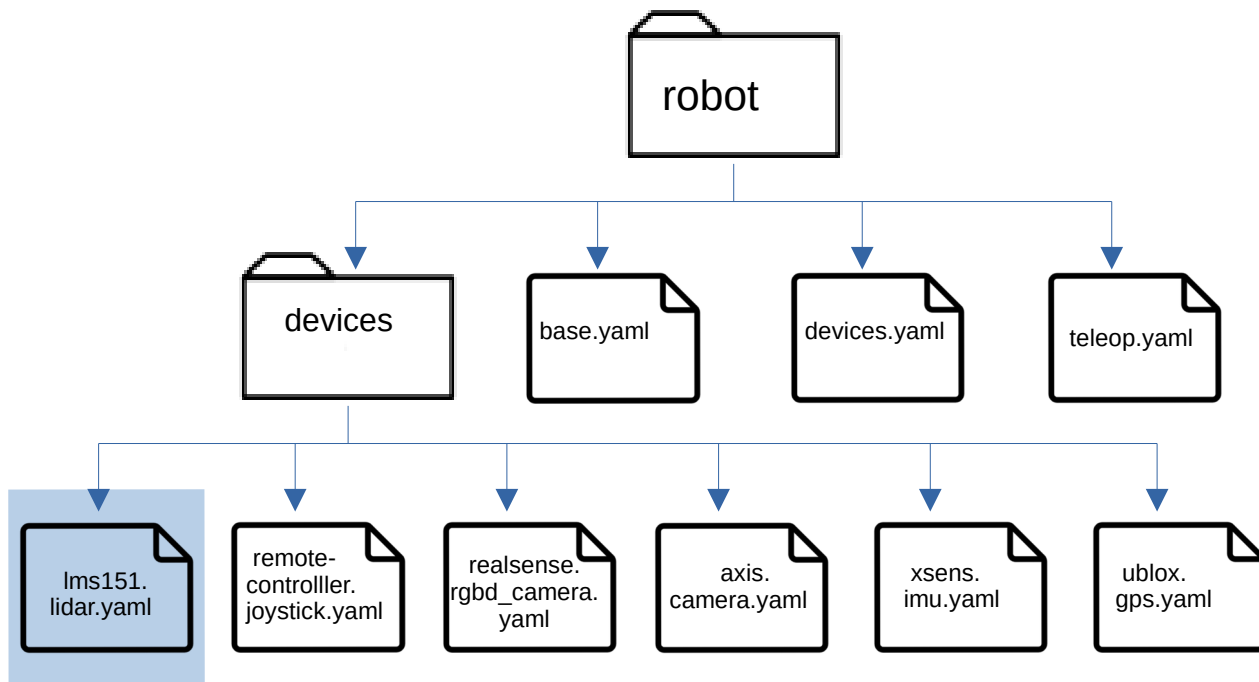 robot
devices
base.yaml
devices.yaml
teleop.yaml
lms151.
lidar.yaml
remote-
controlller.
joystick.yaml
realsense.
rgbd_camera.
yaml
axis.
camera.yaml
xsens.
imu.yaml
ublox.
gps.yaml